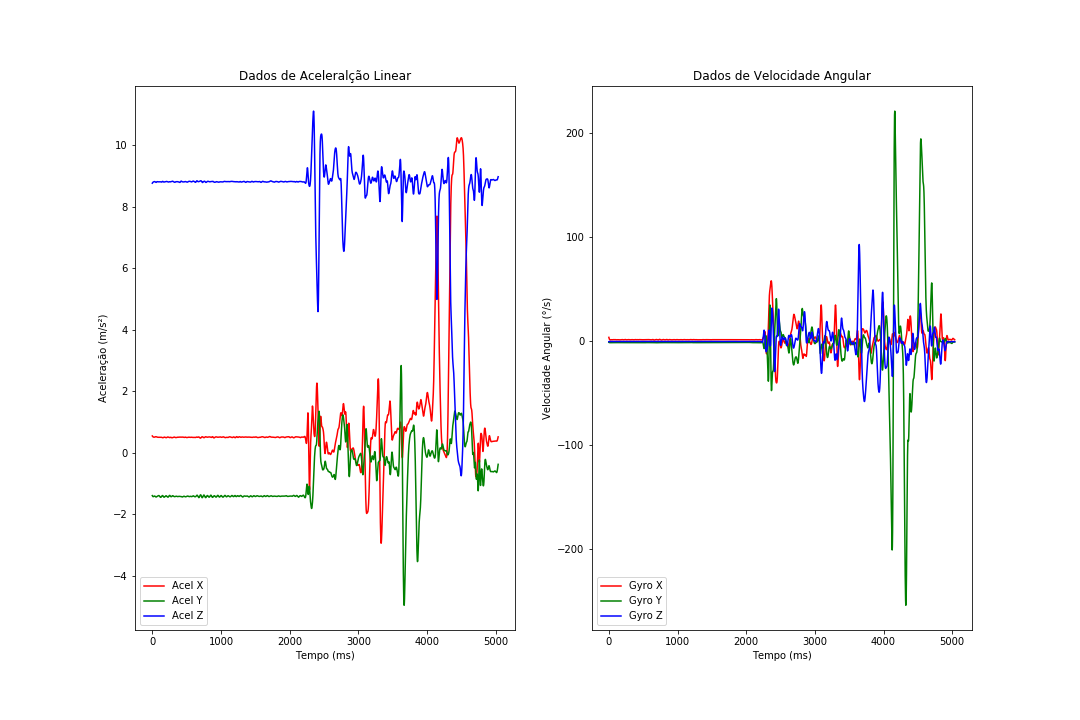 Dados de Aceleralção Linear
Aceleração (m/s²)
10
8
6
4
2
0
−2
−4
0 1000 2000 3000 4000 5000
Tempo (ms)
Acel X
Acel Y
Acel Z
Dados de Velocidade Angular
Velocidade Angular (°/s)
200
100
0
−100
−200
0 1000 2000 3000 4000 5000
Tempo (ms)
Gyro X
Gyro Y
Gyro Z